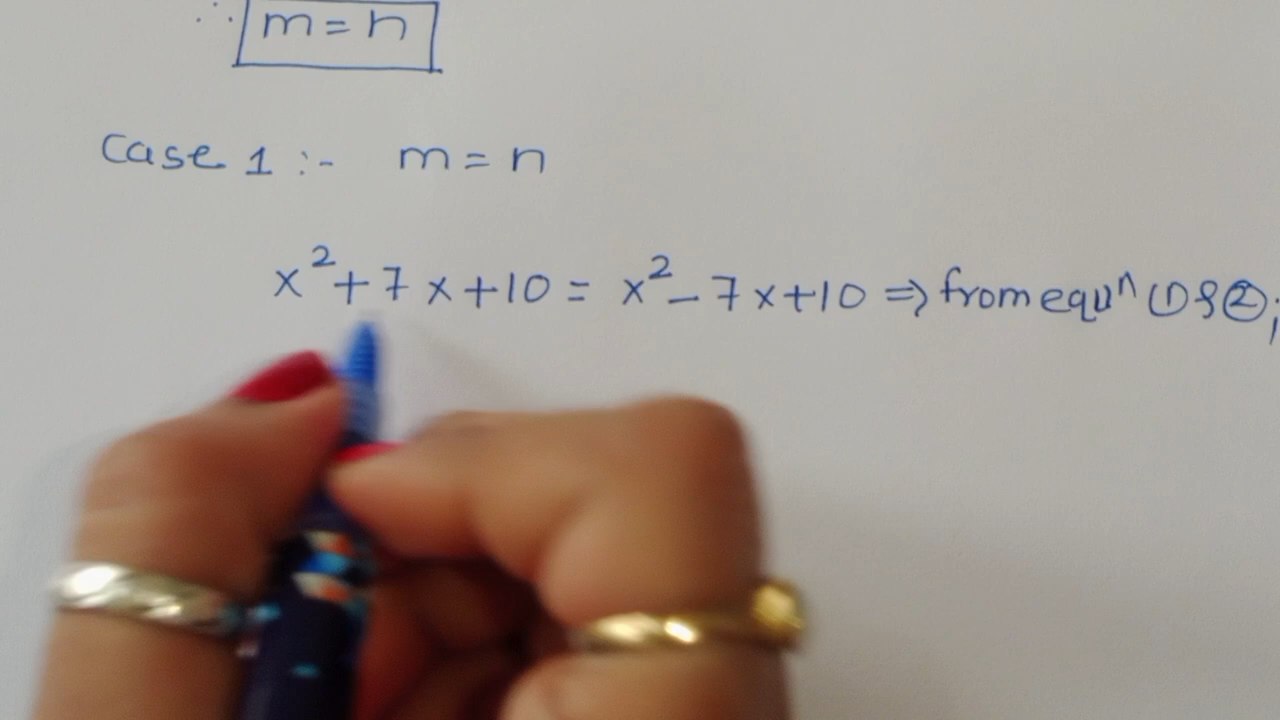 ∴ m = n
Case 1 :- m = n
x² + 7x + 10 = x² - 7x + 10 ⇒ from equⁿ ① & ②;